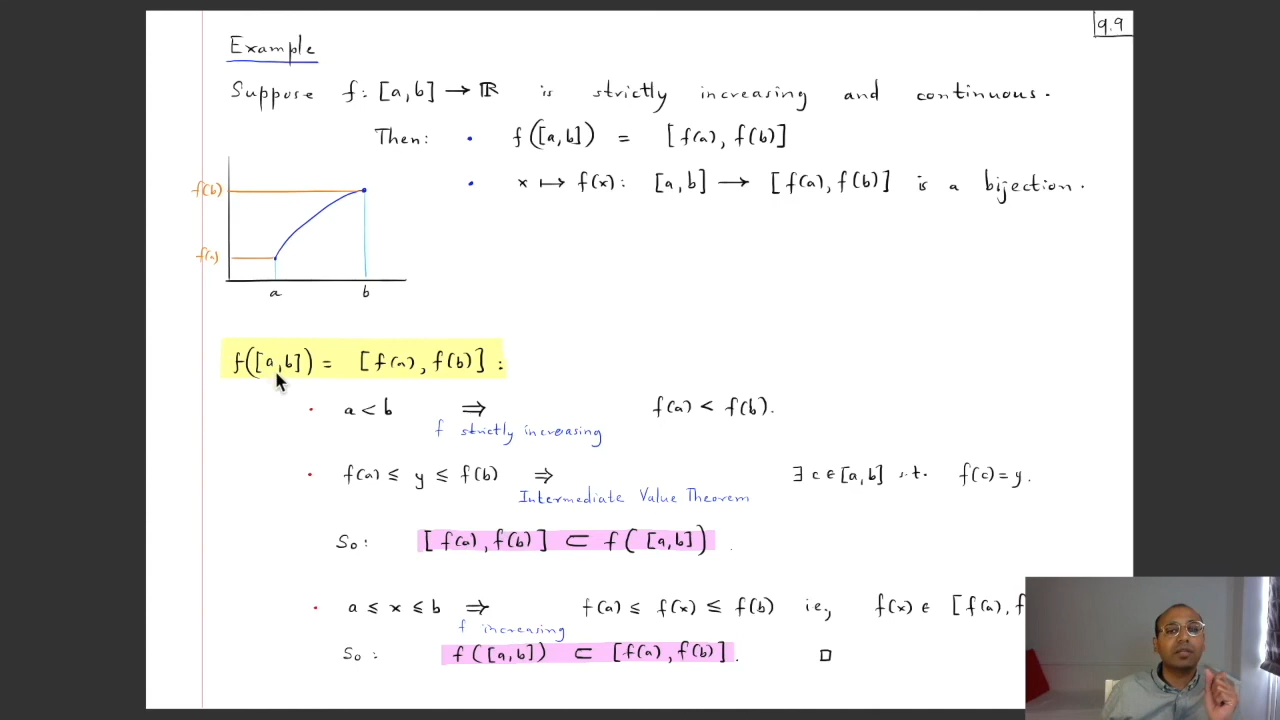 9.9
Example
Suppose f: [a,b] → ℝ is strictly increasing and continuous.
Then: • f([a,b]) = [f(a), f(b)]
• x ↦ f(x): [a,b] → [f(a), f(b)] is a bijection.
f(b)
f(a)
a b
f([a,b]) = [f(a), f(b)] :
• a < b ⇒ f(a) < f(b).
f strictly increasing
• f(a) ≤ y ≤ f(b) ⇒ ∃ c ∈ [a,b] s.t. f(c) = y.
Intermediate Value Theorem
So: [f(a), f(b)] ⊂ f([a,b]).
• a ≤ x ≤ b ⇒ f(a) ≤ f(x) ≤ f(b) ie, f(x) ∈ [f(a), f
f increasing
So: f([a,b]) ⊂ [f(a), f(b)]. □